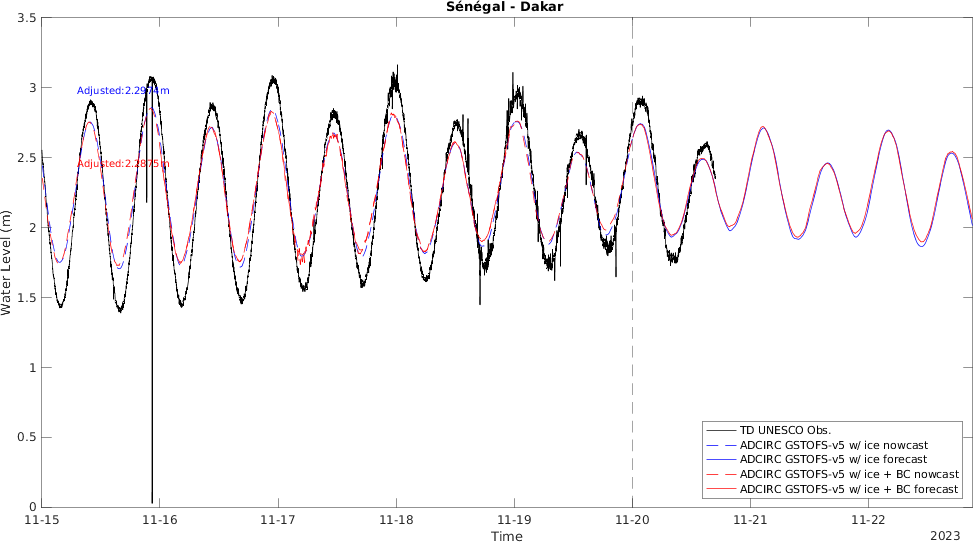 Sénégal - Dakar
3.5
3
2.5
2
1.5
1
0.5
0
Water Level (m)
Adjusted:2.2974m
Adjusted:2.2875m
TD UNESCO Obs.
ADCIRC GSTOFS-v5 w/ ice nowcast
ADCIRC GSTOFS-v5 w/ ice forecast
ADCIRC GSTOFS-v5 w/ ice + BC nowcast
ADCIRC GSTOFS-v5 w/ ice + BC forecast
11-15 11-16 11-17 11-18 11-19 11-20 11-21 11-22
Time
2023